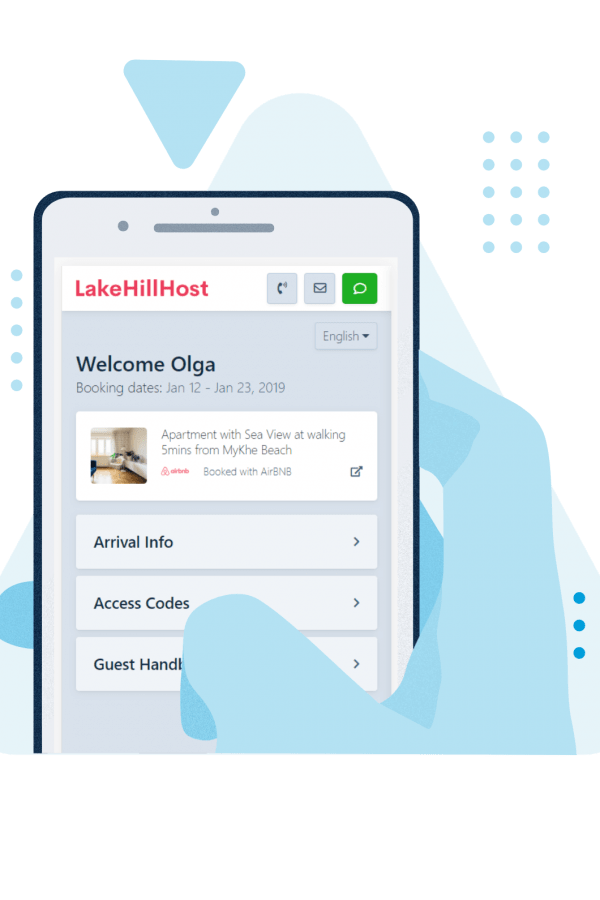 LakeHillHost
English
Welcome Olga
Booking dates: Jan 12 - Jan 23, 2019
Apartment with Sea View at walking
5mins from MyKhe Beach
airbnb Booked with AirBNB
Arrival Info
Access Codes
Guest Handb